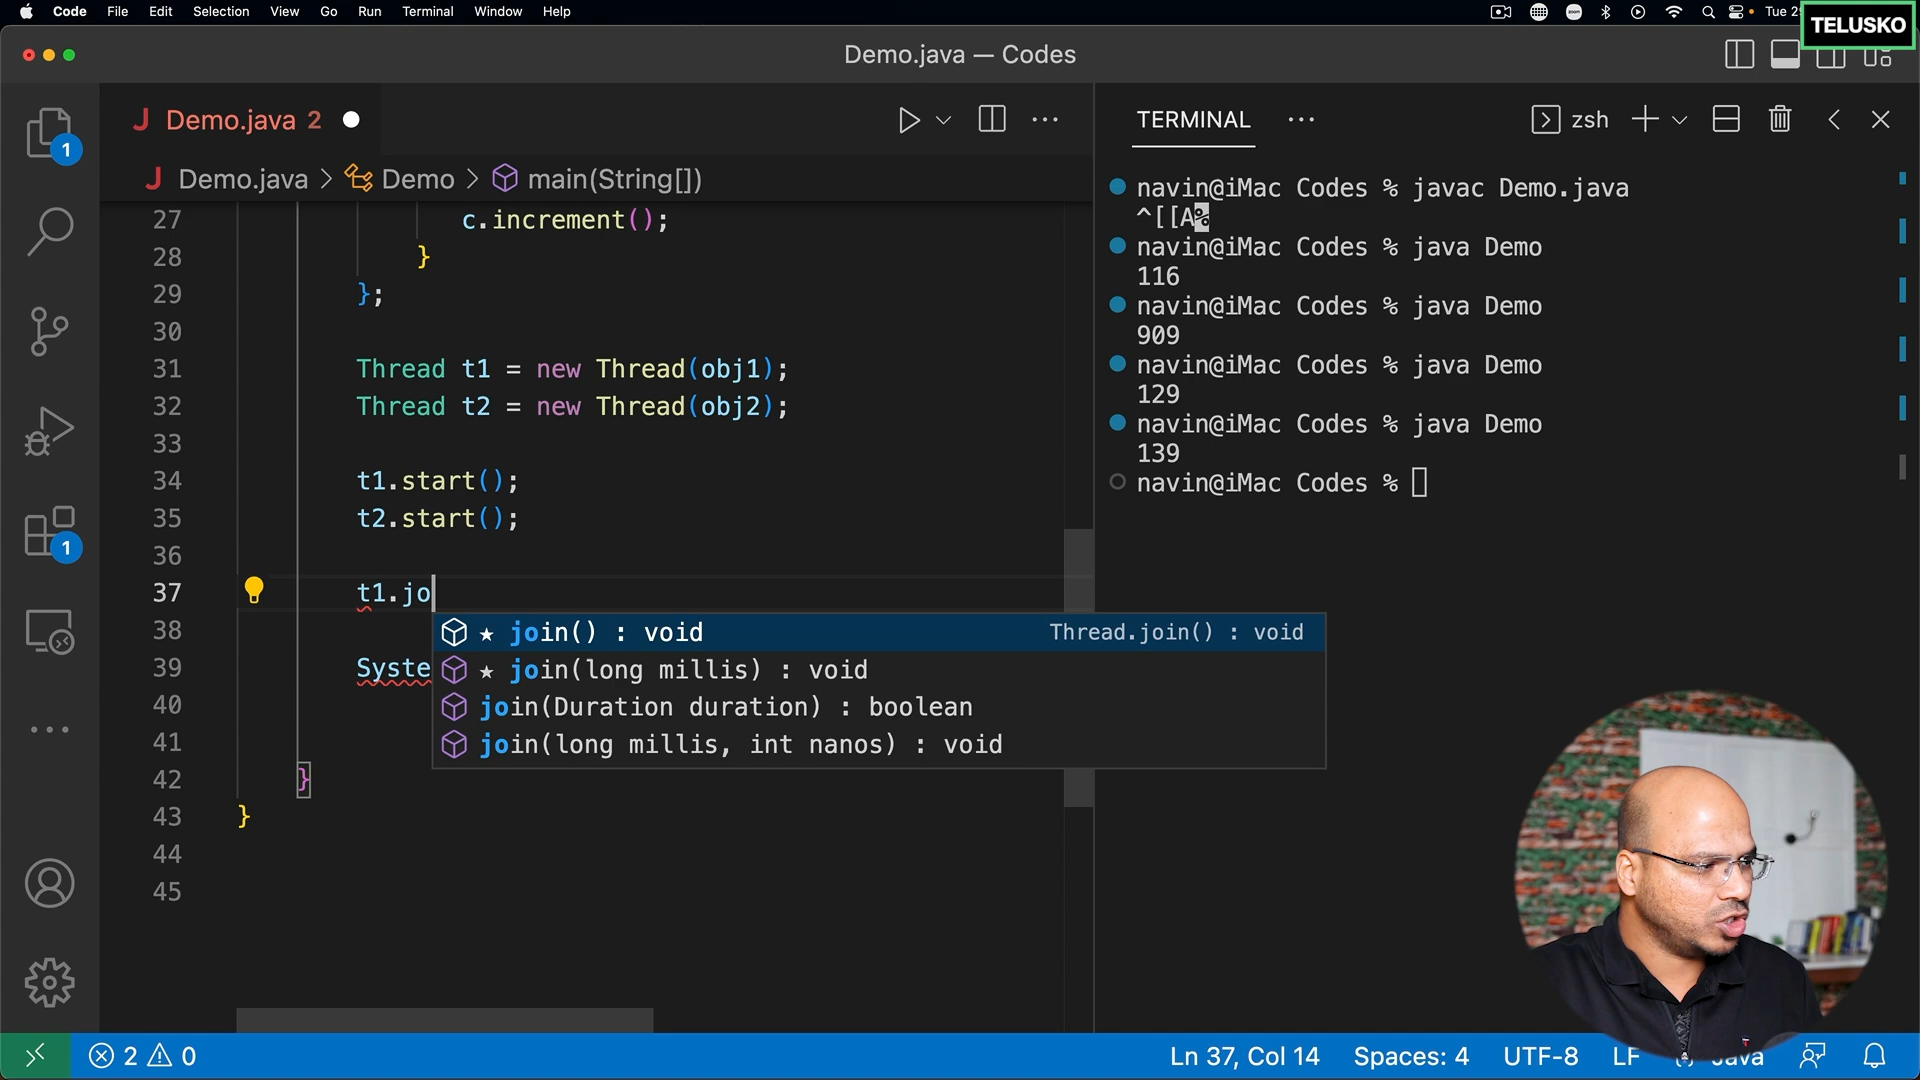 Code File Edit Selection View Go Run Terminal Window Help
zoom
Tue 2
TELUSKO
Demo.java — Codes
Demo.java 2
TERMINAL
zsh
1
Demo.java > Demo > main(String[])
27 c.increment();
28 }
29 };
30
31 Thread t1 = new Thread(obj1);
32 Thread t2 = new Thread(obj2);
33
34 t1.start();
35 t2.start();
36
37 t1.jo
38
39 Syste
40
41
42 }
43 }
44
45
1
join() : void Thread.join() : void
join(long millis) : void
join(Duration duration) : boolean
join(long millis, int nanos) : void
navin@iMac Codes % javac Demo.java
^[[A%
navin@iMac Codes % java Demo
116
navin@iMac Codes % java Demo
909
navin@iMac Codes % java Demo
129
navin@iMac Codes % java Demo
139
navin@iMac Codes %
2 0
Ln 37, Col 14 Spaces: 4 UTF-8 LF Java